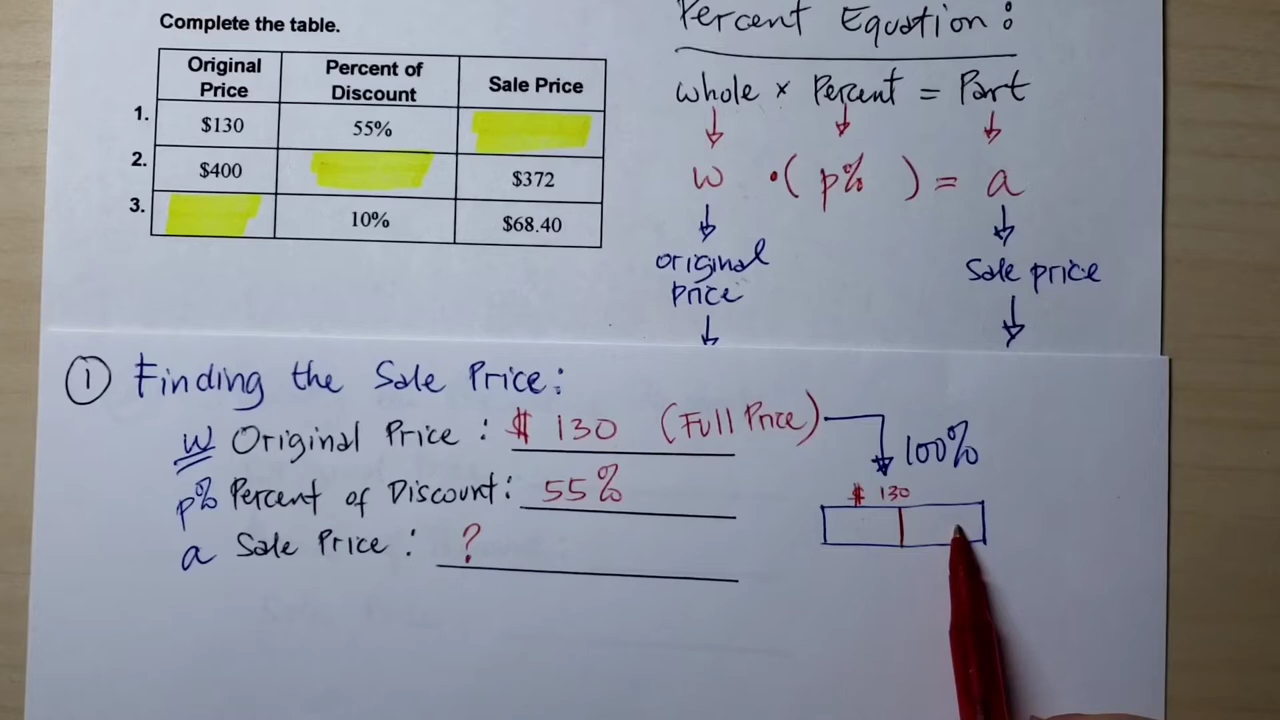 Complete the table.
Original Price
Percent of Discount
Sale Price
1.
$130
55%
2.
$400
$372
3.
10%
$68.40
Percent Equation:
whole × Percent = Part
w •( p% ) = a
original price
Sale price
① Finding the Sale Price:
w Original Price : $ 130 (Full Price)
100%
p% Percent of Discount: 55%
$ 130
a Sale Price : ?